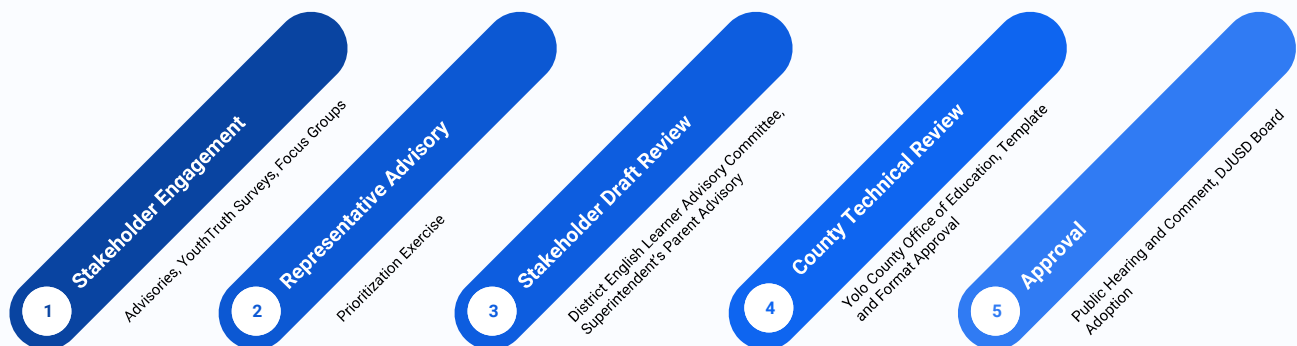 1
Stakeholder Engagement
Advisories, YouthTruth Surveys, Focus Groups
2
Representative Advisory
Prioritization Exercise
3
Stakeholder Draft Review
District English Learner Advisory Committee,
Superintendent's Parent Advisory
4
County Technical Review
Yolo County Office of Education, Template
and Format Approval
5
Approval
Public Hearing and Comment, DJUSD Board
Adoption